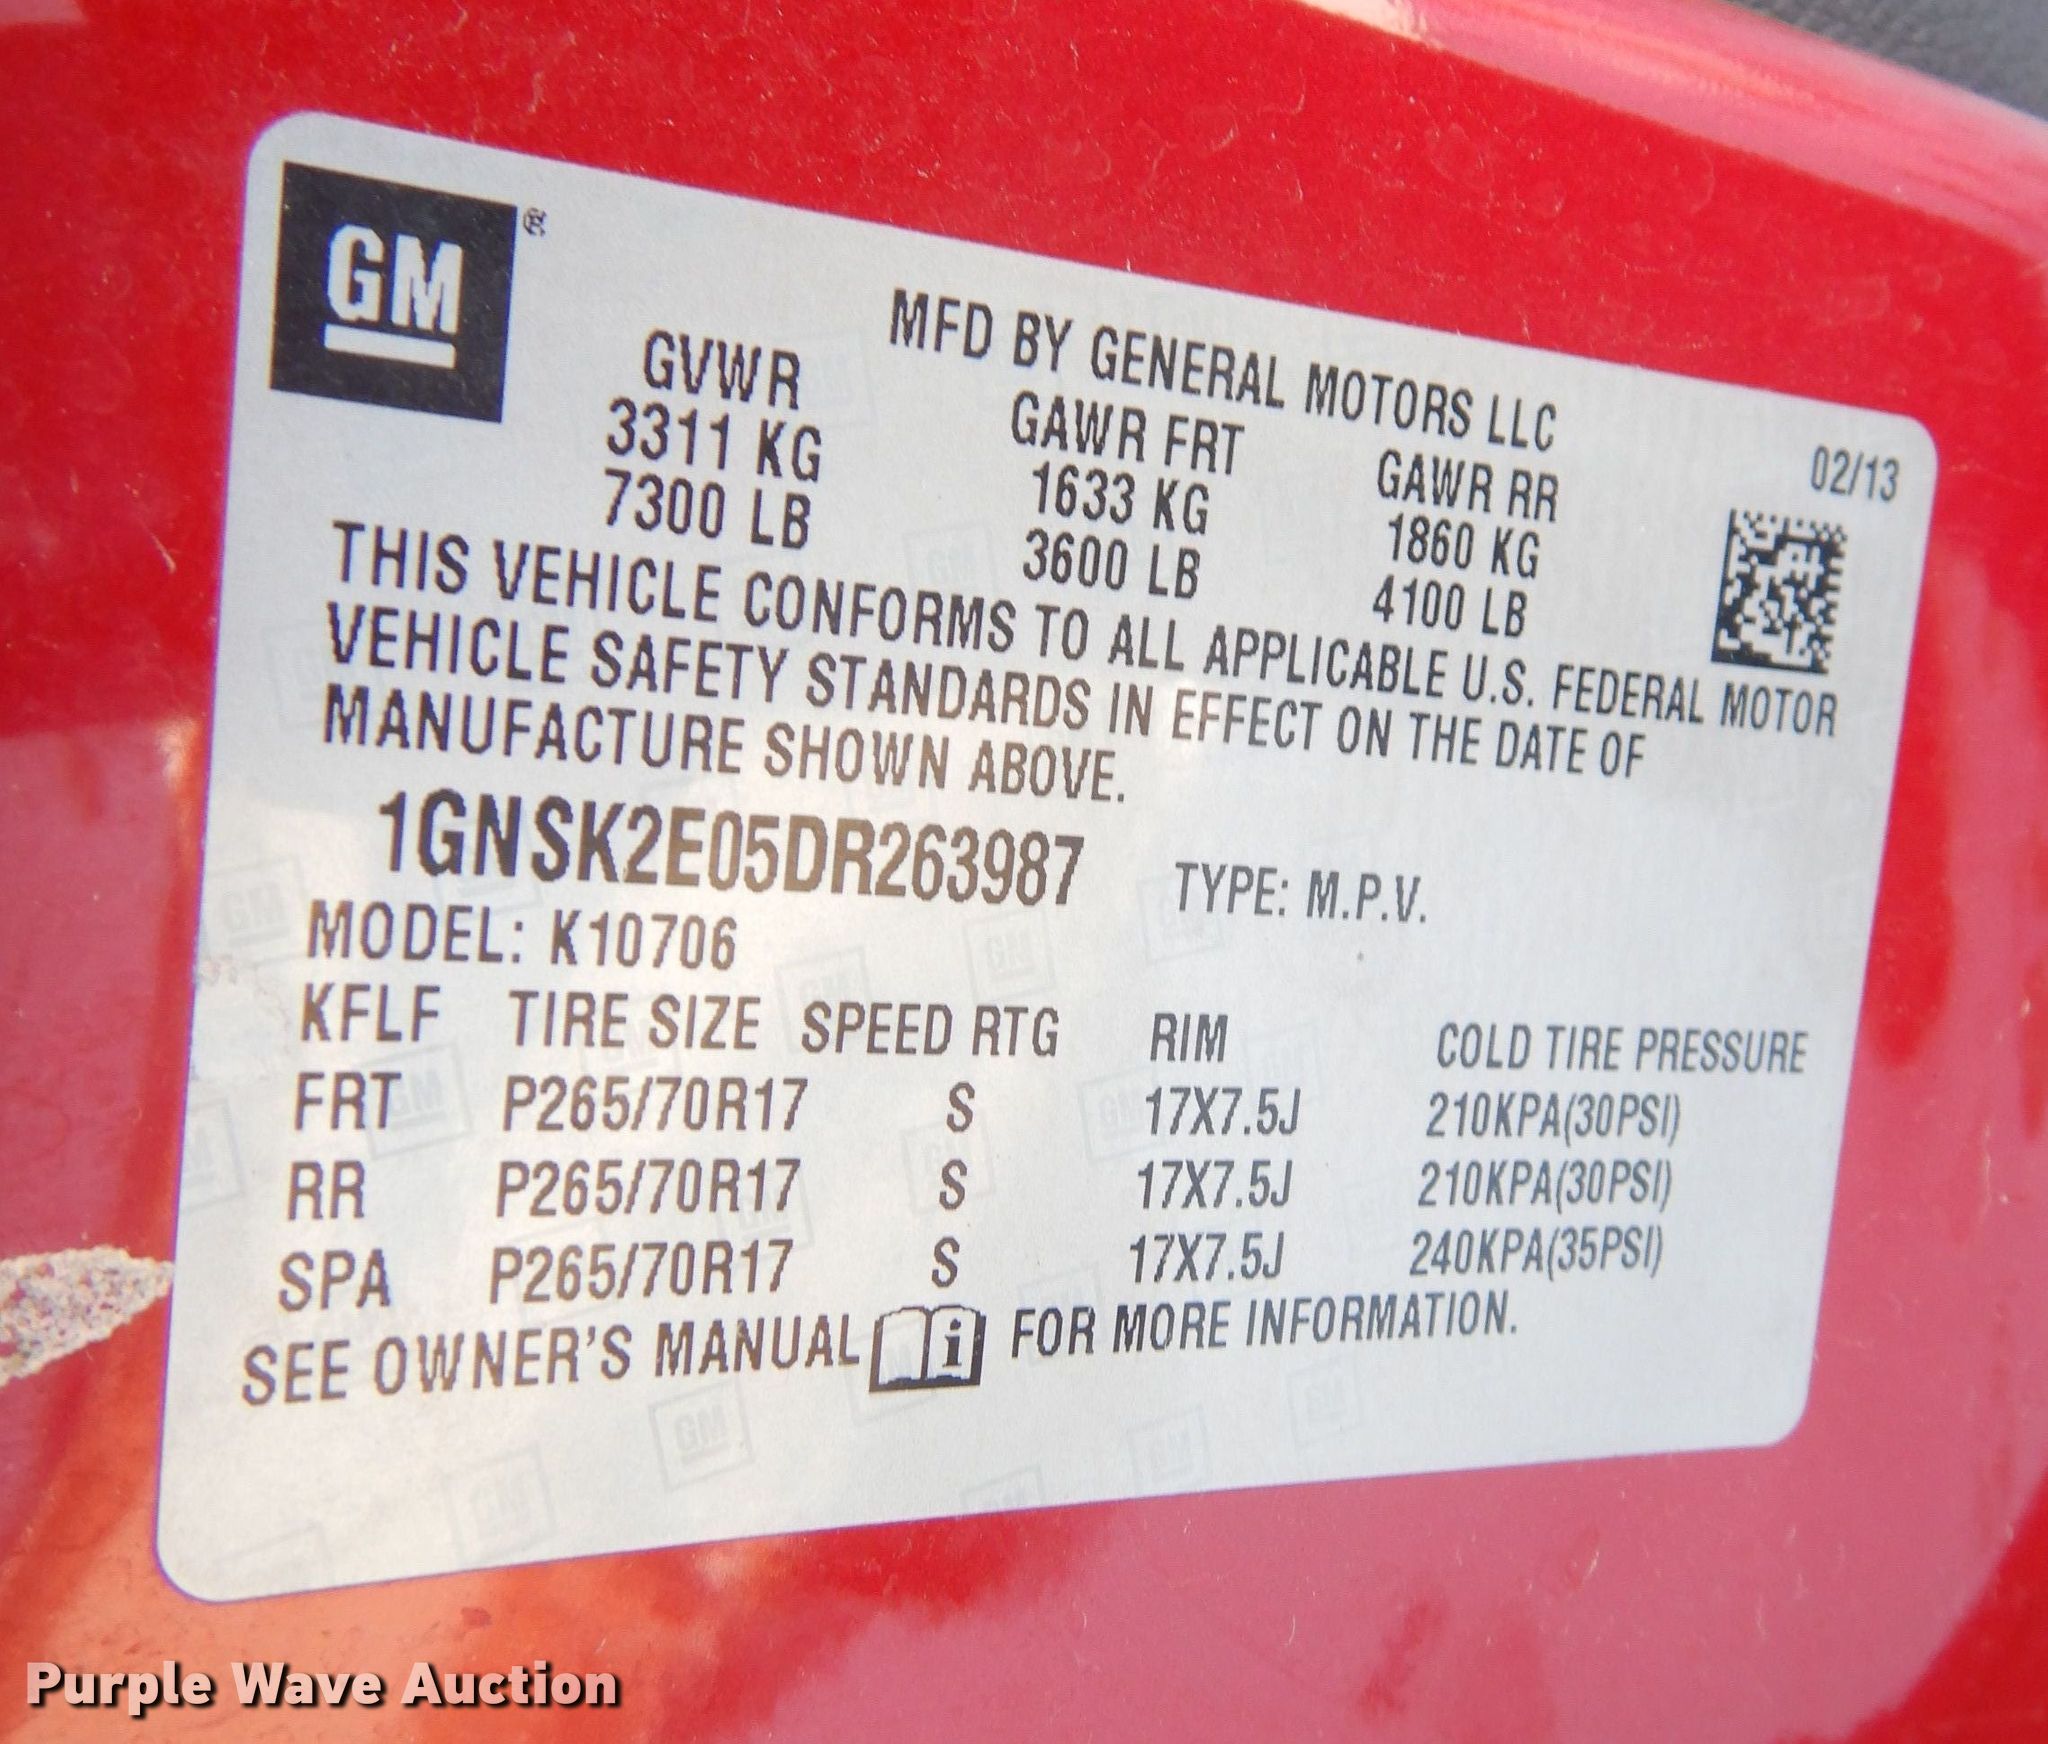 GM®
MFD BY GENERAL MOTORS LLC 02/13
GVWR GAWR FRT GAWR RR
3311 KG 1633 KG 1860 KG
7300 LB 3600 LB 4100 LB
THIS VEHICLE CONFORMS TO ALL APPLICABLE U.S. FEDERAL MOTOR
VEHICLE SAFETY STANDARDS IN EFFECT ON THE DATE OF
MANUFACTURE SHOWN ABOVE.
1GNSK2E05DR263987 TYPE: M.P.V.
MODEL: K10706
KFLF TIRE SIZE SPEED RTG RIM COLD TIRE PRESSURE
FRT P265/70R17 S 17X7.5J 210KPA(30PSI)
RR P265/70R17 S 17X7.5J 210KPA(30PSI)
SPA P265/70R17 S 17X7.5J 240KPA(35PSI)
SEE OWNER'S MANUAL i FOR MORE INFORMATION.
Purple Wave Auction